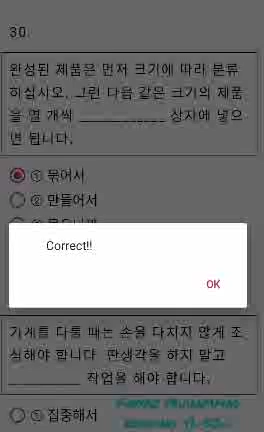 30.
완성된 제품은 먼저 크기에 따라 분류
하십시오. 그런 다음 같은 크기의 제품
을 열 개씩 ____________ 상자에 넣으
면 됩니다.
① 묶어서
② 만들어서
Correct!!
OK
기계를 다룰 때는 손을 다치지 않게 조
심해야 합니다. 딴생각을 하지 말고
__________ 작업을 해야 합니다.
① 집중해서